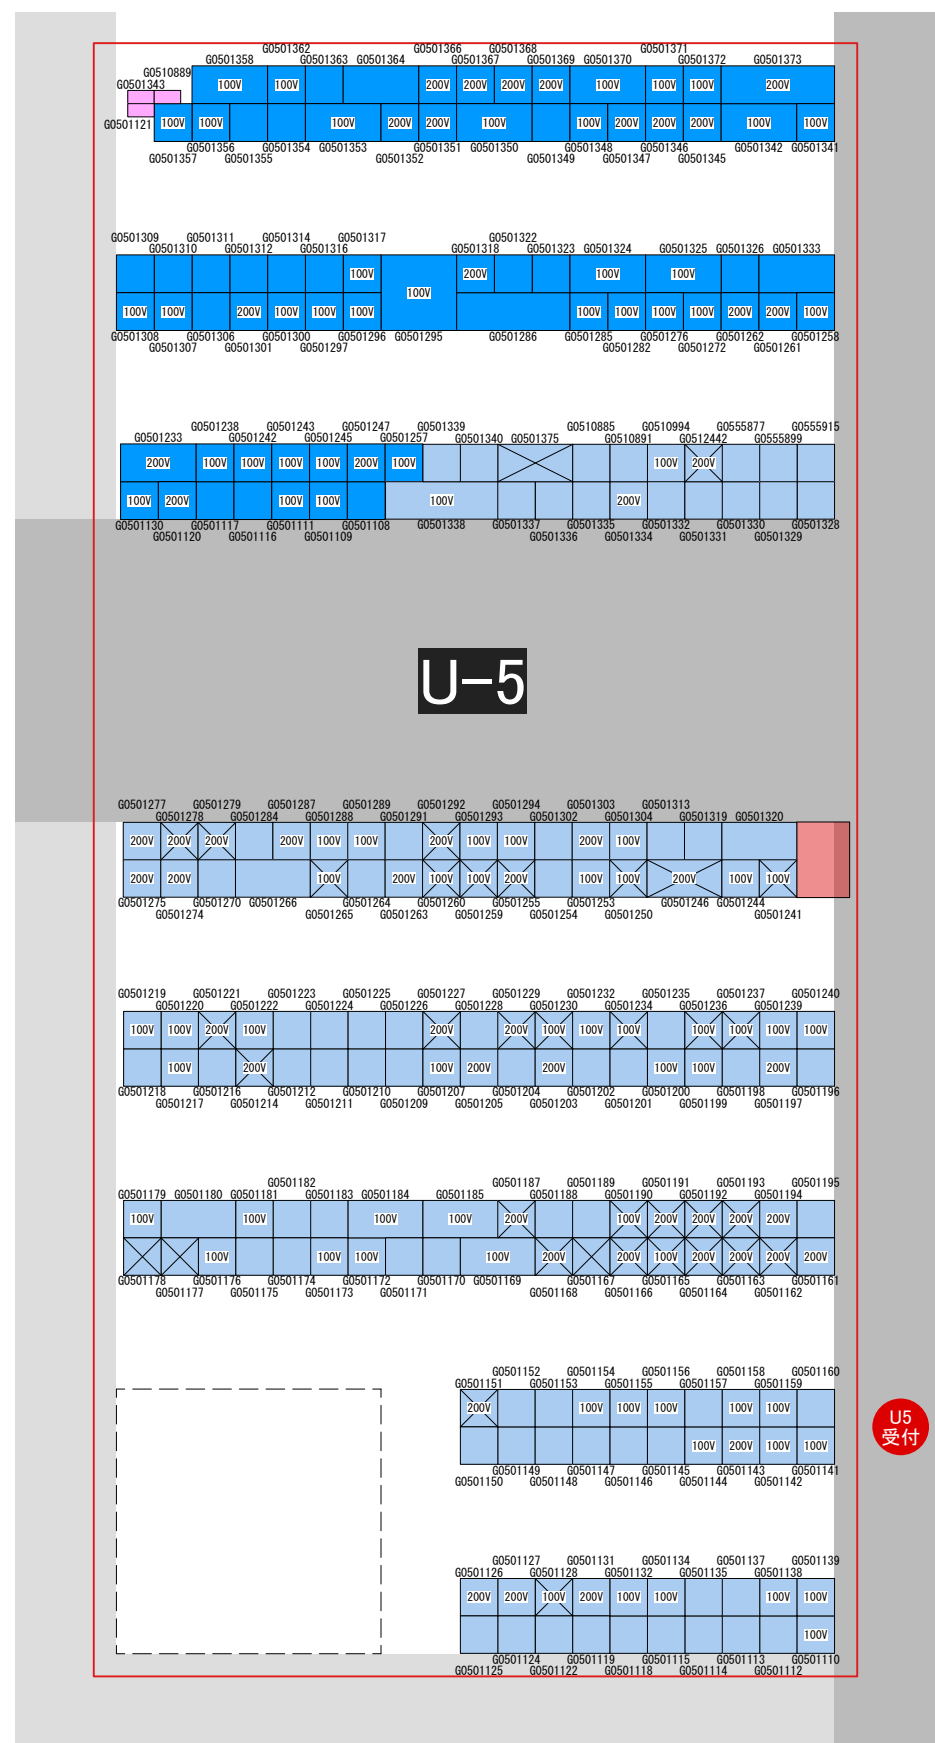 G0501362 G0501366 G0501368 G0501371
G0501358 G0501363 G0501364 G0501367 G0501369 G0501370 G0501372 G0501373
G0510889
G0501343
100V 100V 200V 200V 200V 200V 100V 100V 100V 200V
G0501121 100V 100V 100V 200V 200V 100V 100V 200V 200V 200V 100V 100V
G0501356 G0501354 G0501353 G0501351 G0501350 G0501348 G0501346 G0501342 G0501341
G0501357 G0501355 G0501352 G0501349 G0501347 G0501345
G0501309 G0501311 G0501314 G0501317 G0501322
G0501310 G0501312 G0501316 G0501318 G0501323 G0501324 G0501325 G0501326 G0501333
100V 200V 100V 100V
100V
100V 100V 200V 100V 100V 100V 100V 100V 100V 100V 200V 200V 100V
G0501308 G0501306 G0501300 G0501296 G0501295 G0501286 G0501285 G0501276 G0501262 G0501258
G0501307 G0501301 G0501297 G0501282 G0501272 G0501261
G0501238 G0501243 G0501247 G0501339 G0510885 G0510994 G0555877 G0555915
G0501233 G0501242 G0501245 G0501257 G0501340 G0501375 G0510891 G0512442 G0555899
200V 100V 100V 100V 100V 200V 100V 100V 200V
100V 200V 100V 100V 100V 200V
G0501130 G0501117 G0501111 G0501108 G0501338 G0501337 G0501335 G0501332 G0501330 G0501328
G0501120 G0501116 G0501109 G0501336 G0501334 G0501331 G0501329
U-5
G0501277 G0501279 G0501287 G0501289 G0501292 G0501294 G0501303 G0501313
G0501278 G0501284 G0501288 G0501291 G0501293 G0501302 G0501304 G0501319 G0501320
200V 200V 200V 200V 100V 100V 200V 100V 100V 200V 100V
200V 200V 100V 200V 100V 100V 200V 100V 100V 200V 100V 100V
G0501275 G0501270 G0501266 G0501264 G0501260 G0501255 G0501253 G0501246 G0501244
G0501274 G0501265 G0501263 G0501259 G0501254 G0501250 G0501241
G0501219 G0501221 G0501223 G0501225 G0501227 G0501229 G0501232 G0501235 G0501237 G0501240
G0501220 G0501222 G0501224 G0501226 G0501228 G0501230 G0501234 G0501236 G0501239
100V 100V 200V 100V 200V 200V 100V 100V 100V 100V 100V 100V 100V
100V 200V 100V 200V 200V 100V 100V 200V
G0501218 G0501216 G0501212 G0501210 G0501207 G0501204 G0501202 G0501200 G0501198 G0501196
G0501217 G0501214 G0501211 G0501209 G0501205 G0501203 G0501201 G0501199 G0501197
G0501182 G0501187 G0501189 G0501191 G0501193 G0501195
G0501179 G0501180 G0501181 G0501183 G0501184 G0501185 G0501188 G0501190 G0501192 G0501194
100V 100V 100V 100V 200V 100V 200V 200V 200V 200V
100V 100V 100V 100V 200V 200V 100V 200V 200V 200V 200V
G0501178 G0501176 G0501174 G0501172 G0501170 G0501169 G0501167 G0501165 G0501163 G0501161
G0501177 G0501175 G0501173 G0501171 G0501168 G0501166 G0501164 G0501162
G0501152 G0501154 G0501156 G0501158 G0501160
G0501151 G0501153 G0501155 G0501157 G0501159
200V 100V 100V 100V 100V 100V
100V 200V 100V 100V
G0501149 G0501147 G0501145 G0501143 G0501141
G0501150 G0501148 G0501146 G0501144 G0501142
U5
受付
G0501127 G0501131 G0501134 G0501137 G0501139
G0501126 G0501128 G0501132 G0501135 G0501138
200V 200V 100V 200V 100V 100V 100V 100V
100V
G0501124 G0501119 G0501115 G0501113 G0501110
G0501125 G0501122 G0501118 G0501114 G0501112